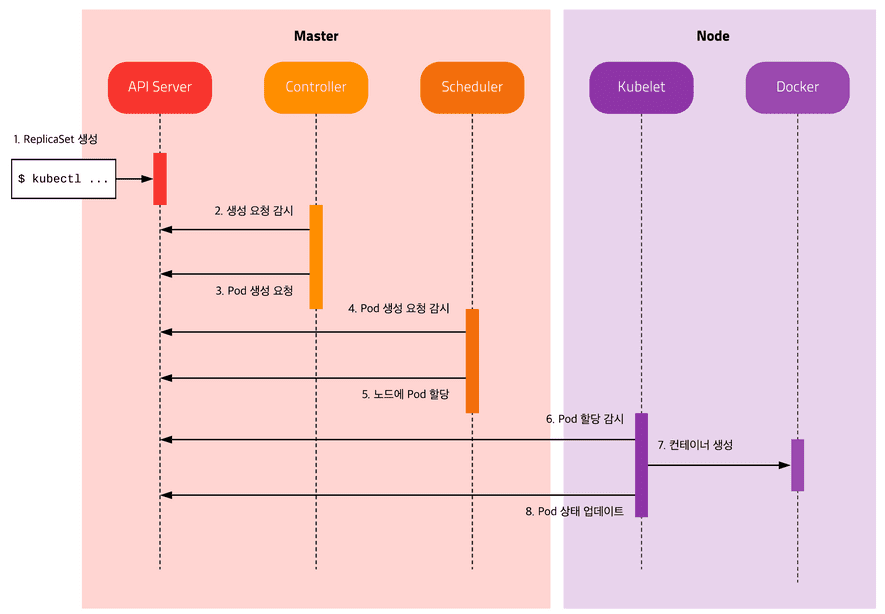 Master
Node
API Server
Controller
Scheduler
Kubelet
Docker
1. ReplicaSet 생성
$ kubectl ...
2. 생성 요청 감시
3. Pod 생성 요청
4. Pod 생성 요청 감시
5. 노드에 Pod 할당
6. Pod 할당 감시
7. 컨테이너 생성
8. Pod 상태 업데이트